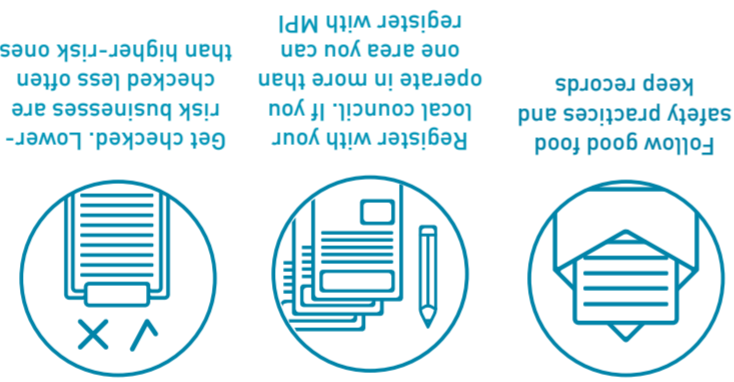 Follow good food
safety practices and
keep records
Register with your
local council. If you
operate in more than
one area you can
register with MPI
Get checked. Lower-
risk businesses are
checked less often
than higher-risk ones